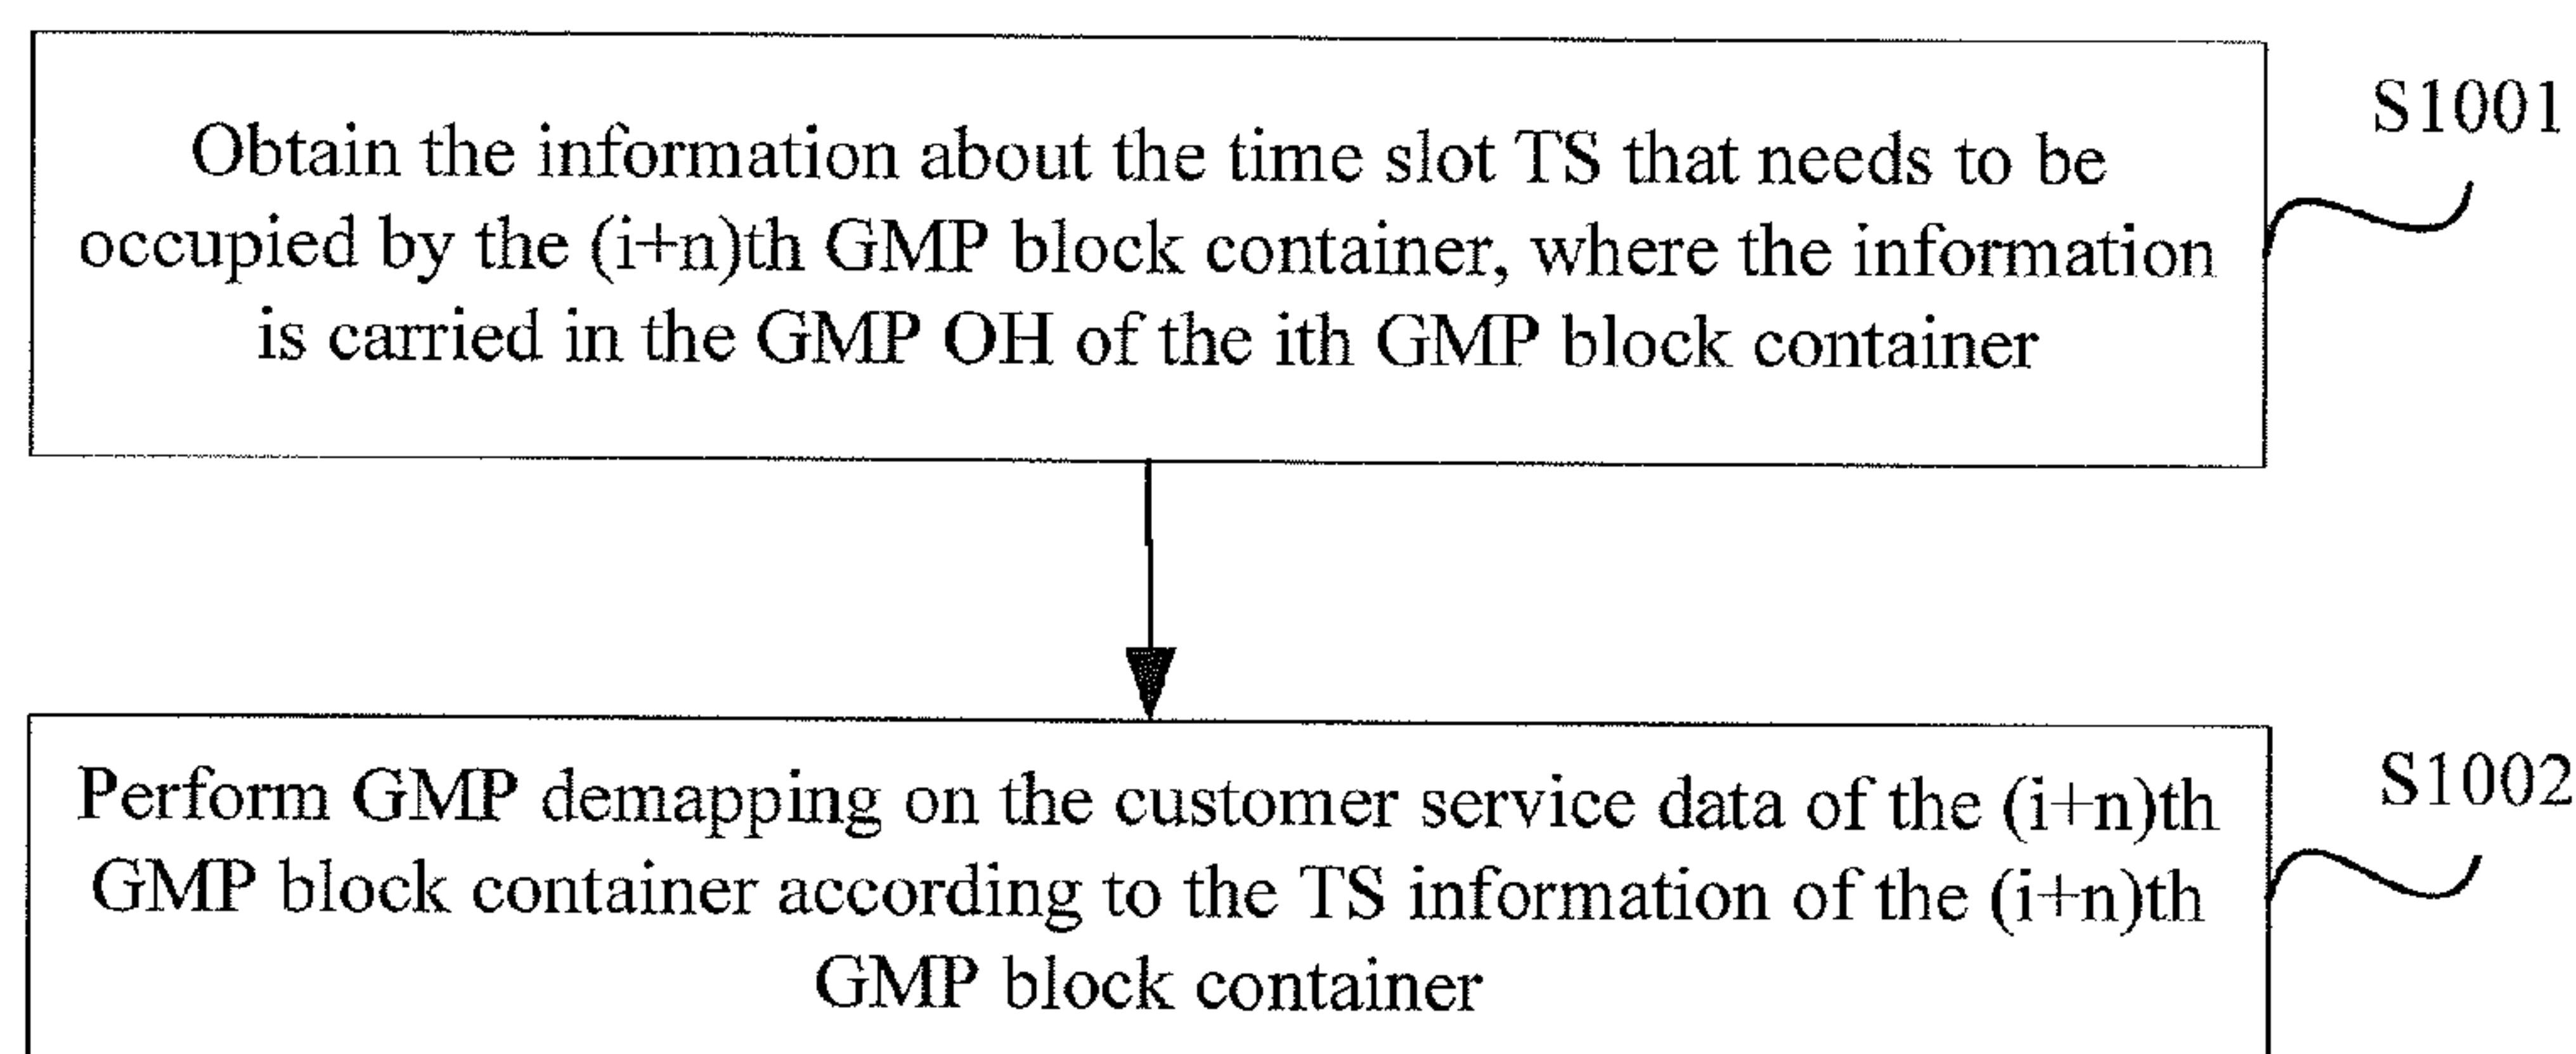 Obtain the information about the time slot TS that needs to be
occupied by the (i+n)th GMP block container, where the information
is carried in the GMP OH of the ith GMP block container
S1001
Perform GMP demapping on the customer service data of the (i+n)th
GMP block container according to the TS information of the (i+n)th
GMP block container
S1002